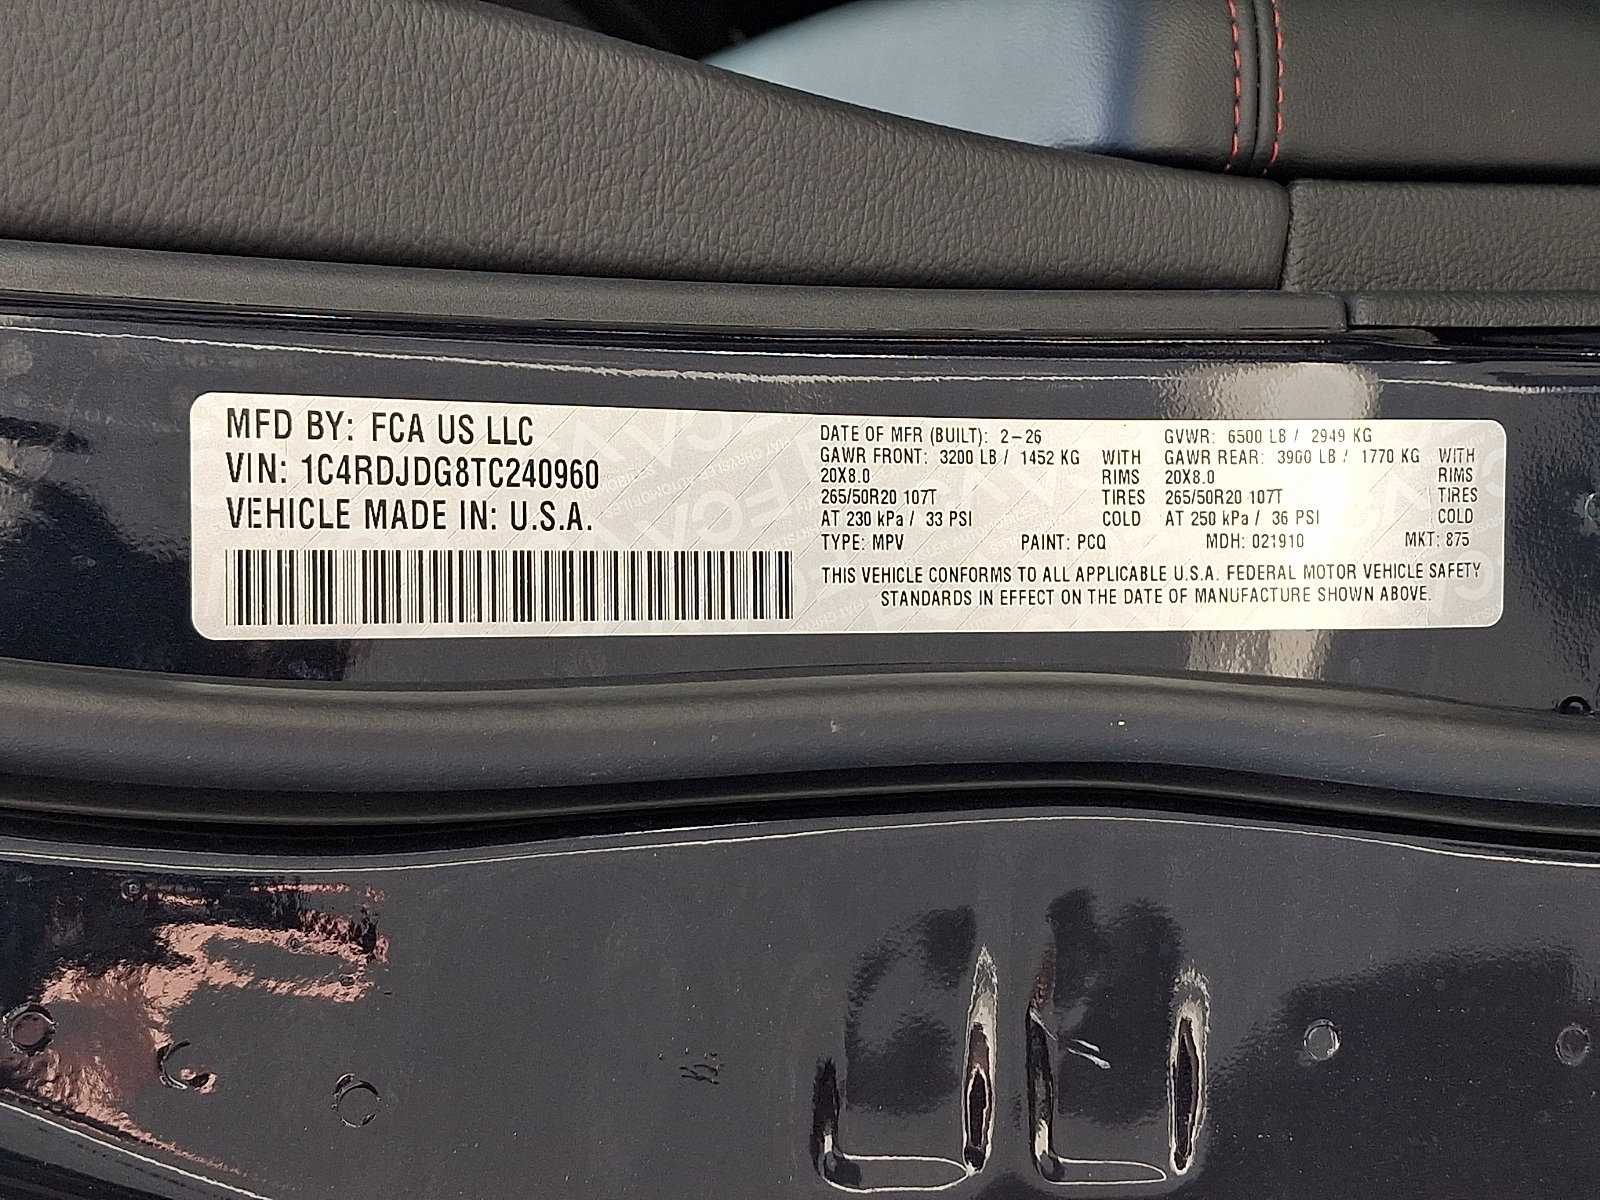 MFD BY: FCA US LLC
VIN: 1C4RDJDG8TC240960
VEHICLE MADE IN: U.S.A.
DATE OF MFR (BUILT): 2-26 GVWR: 6500 LB / 2949 KG
GAWR FRONT: 3200 LB / 1452 KG WITH GAWR REAR: 3900 LB / 1770 KG WITH
20X8.0 RIMS 20X8.0 RIMS
265/50R20 107T TIRES 265/50R20 107T TIRES
AT 230 kPa / 33 PSI COLD AT 250 kPa / 36 PSI COLD
TYPE: MPV PAINT: PCQ MDH: 021910 MKT: 875
THIS VEHICLE CONFORMS TO ALL APPLICABLE U.S.A. FEDERAL MOTOR VEHICLE SAFETY
STANDARDS IN EFFECT ON THE DATE OF MANUFACTURE SHOWN ABOVE.